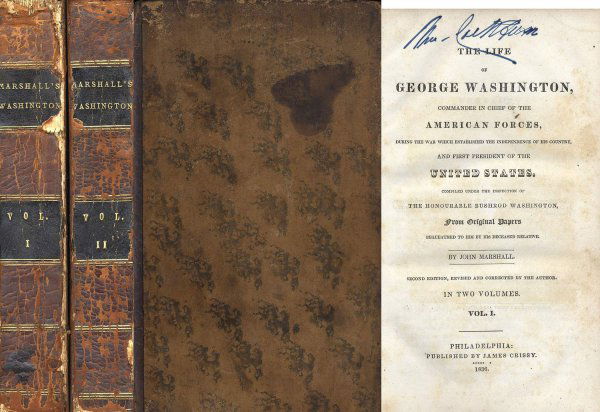 MARSHALL'S
WASHINGTON
VOL.
I
MARSHALL'S
WASHINGTON
VOL.
II
THE LIFE
OF
GEORGE WASHINGTON,
COMMANDER IN CHIEF OF THE
AMERICAN FORCES,
DURING THE WAR WHICH ESTABLISHED THE INDEPENDENCE OF HIS COUNTRY,
AND FIRST PRESIDENT OF THE
UNITED STATES.
COMPILED UNDER THE INSPECTION OF
THE HONOURABLE BUSHROD WASHINGTON,
From Original Papers
BEQUEATHED TO HIM BY HIS DECEASED RELATIVE.
BY JOHN MARSHALL.
SECOND EDITION, REVISED AND CORRECTED BY THE AUTHOR.
IN TWO VOLUMES.
VOL. I.
PHILADELPHIA:
PUBLISHED BY JAMES CRISSY.